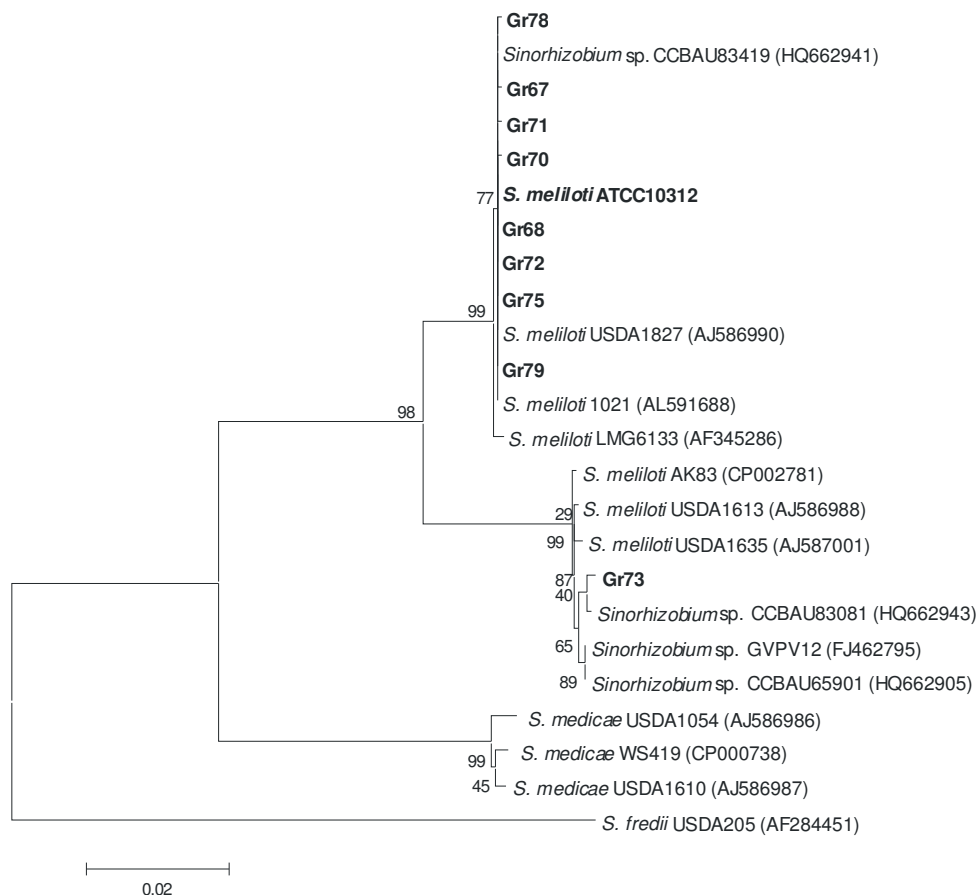 Gr78
Sinorhizobium sp. CCBAU83419 (HQ662941)
Gr67
Gr71
Gr70
77
S. meliloti ATCC10312
Gr68
Gr72
Gr75
99
S. meliloti USDA1827 (AJ586990)
Gr79
98
S. meliloti 1021 (AL591688)
S. meliloti LMG6133 (AF345286)
S. meliloti AK83 (CP002781)
29
S. meliloti USDA1613 (AJ586988)
99
S. meliloti USDA1635 (AJ587001)
87
Gr73
40
Sinorhizobium sp. CCBAU83081 (HQ662943)
65
Sinorhizobium sp. GVPV12 (FJ462795)
89
Sinorhizobium sp. CCBAU65901 (HQ662905)
S. medicae USDA1054 (AJ586986)
99
S. medicae WS419 (CP000738)
45
S. medicae USDA1610 (AJ586987)
S. fredii USDA205 (AF284451)
0.02